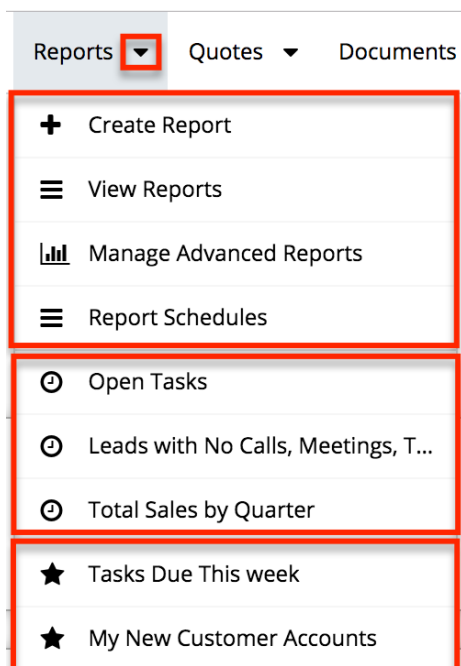 Reports Quotes Documents
Create Report
View Reports
Manage Advanced Reports
Report Schedules
Open Tasks
Leads with No Calls, Meetings, T...
Total Sales by Quarter
Tasks Due This week
My New Customer Accounts